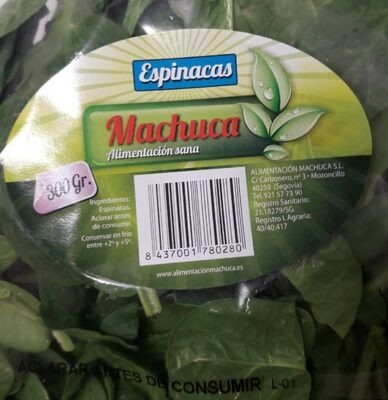 Espinacas
Machuca
Alimentación sana
300 Gr.
Ingredientes:
Espinacas.
Aclarar antes
de consumir.
Conservar en frío
entre +2º y +5º.
8 437001 780280
ALIMENTACIÓN MACHUCA S.L.
C/ Carbonero, nº 3 • Mozoncillo
40250 (Segovia)
Tel. 921 57 73 90
Registro Sanitario:
21.18279/SG
Registro I. Agraria:
40/40.417
www.alimentacionmachuca.es
ACLARAR ANTES DE CONSUMIR L-01